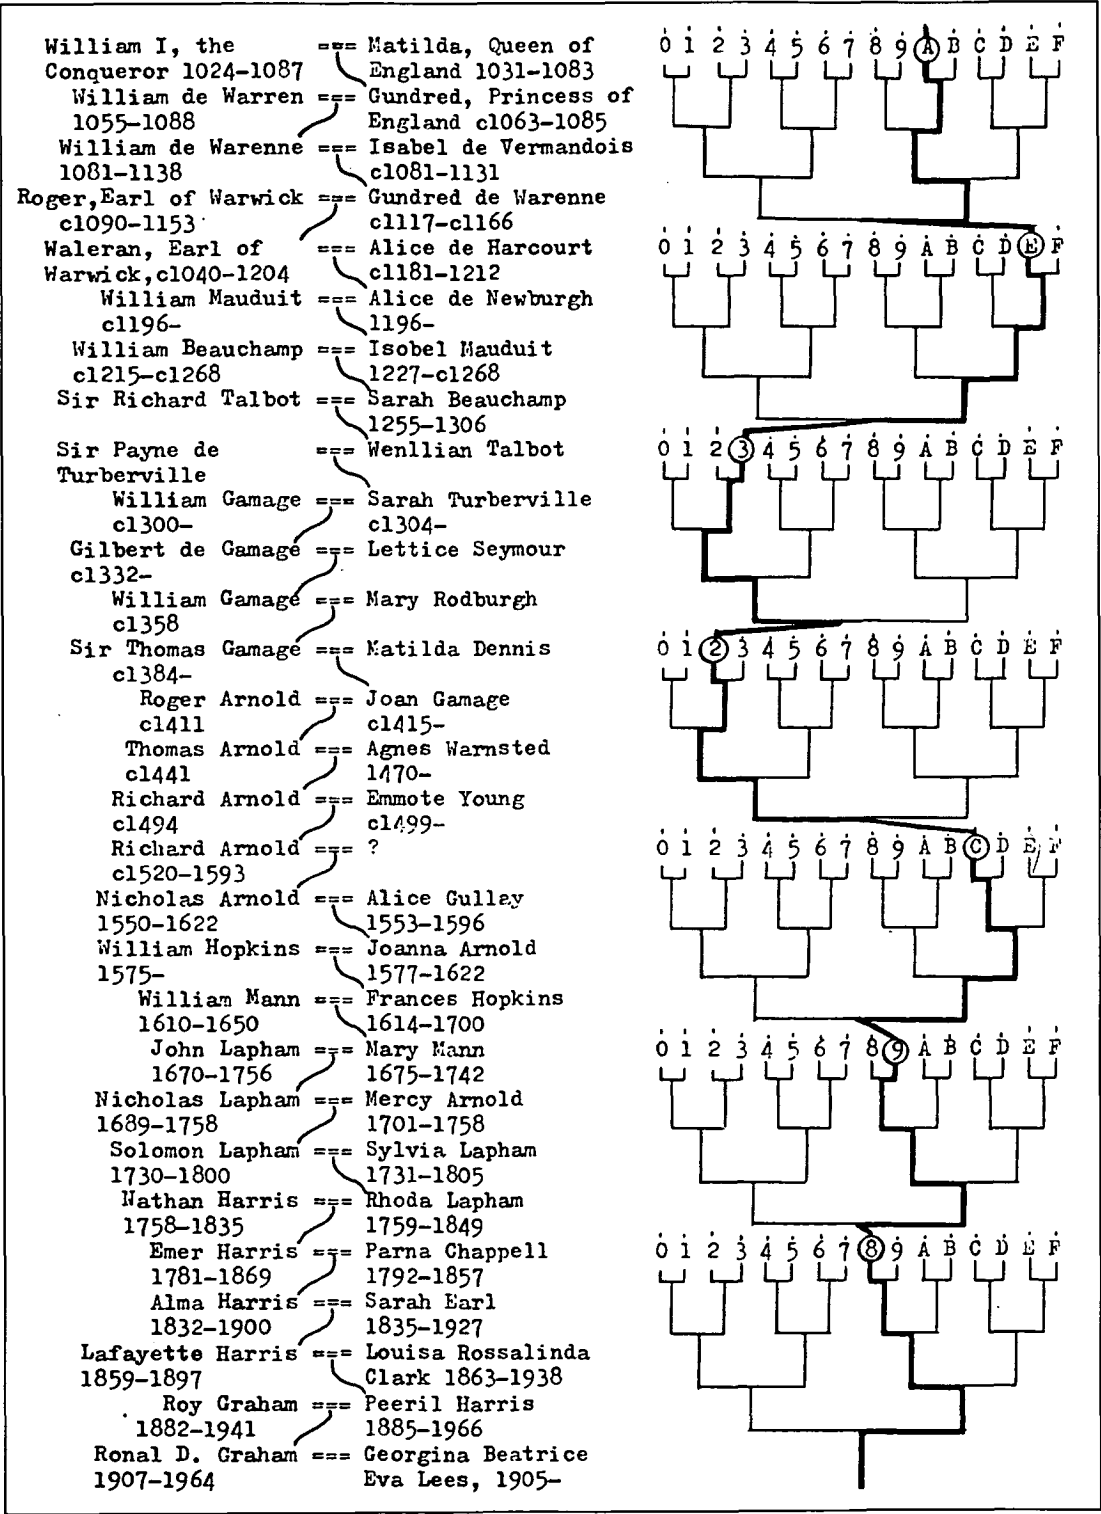 William I, the === Matilda, Queen of
Conqueror 1024-1087 England 1031-1083
William de Warren === Gundred, Princess of
1055-1088 England c1063-1085
William de Warenne === Isabel de Vermandois
1081-1138 c1081-1131
Roger,Earl of Warwick === Gundred de Warenne
c1090-1153 c1117-c1166
Waleran, Earl of === Alice de Harcourt
Warwick,c1040-1204 c1181-1212
William Mauduit === Alice de Newburgh
c1196- 1196-
William Beauchamp === Isobel Mauduit
c1215-c1268 1227-c1268
Sir Richard Talbot === Sarah Beauchamp
1255-1306
Sir Payne de === Wenllian Talbot
Turberville
William Gamage === Sarah Turberville
c1300- c1304-
Gilbert de Gamage === Lettice Seymour
c1332-
William Gamage === Mary Rodburgh
c1358
Sir Thomas Gamage === Matilda Dennis
c1384-
Roger Arnold === Joan Gamage
c1411 c1415-
Thomas Arnold === Agnes Warnsted
c1441 1470-
Richard Arnold === Emmote Young
c1494 c1499-
Richard Arnold === ?
c1520-1593
Nicholas Arnold === Alice Gulley
1550-1622 1553-1596
William Hopkins === Joanna Arnold
1575- 1577-1622
William Mann === Frances Hopkins
1610-1650 1614-1700
John Lapham === Mary Mann
1670-1756 1675-1742
Nicholas Lapham === Mercy Arnold
1689-1758 1701-1758
Solomon Lapham === Sylvia Lapham
1730-1800 1731-1805
Nathan Harris === Rhoda Lapham
1758-1835 1759-1849
Emer Harris === Parna Chappell
1781-1869 1792-1857
Alma Harris === Sarah Earl
1832-1900 1835-1927
Lafayette Harris === Louisa Rossalinda
1859-1897 Clark 1863-1938
Roy Graham === Peeril Harris
1882-1941 1885-1966
Ronal D. Graham === Georgina Beatrice
1907-1964 Eva Lees, 1905-
0 1 2 3 4 5 6 7 8 9 A B C D E F
0 1 2 3 4 5 6 7 8 9 A B C D E F
0 1 2 3 4 5 6 7 8 9 A B C D E F
0 1 2 3 4 5 6 7 8 9 A B C D E F
0 1 2 3 4 5 6 7 8 9 A B C D E F
0 1 2 3 4 5 6 7 8 9 A B C D E F
0 1 2 3 4 5 6 7 8 9 A B C D E F